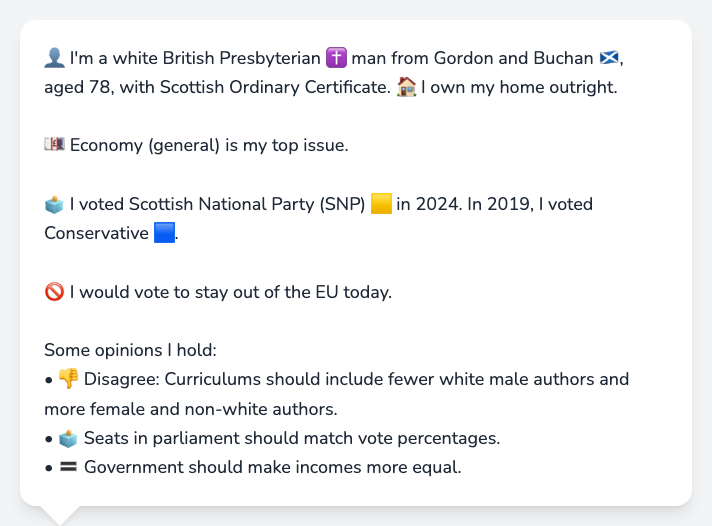 👤 I'm a white British Presbyterian ✝️ man from Gordon and Buchan 🏴󠁧󠁢󠁳󠁣󠁴󠁿,
aged 78, with Scottish Ordinary Certificate. 🏠 I own my home outright.
💷 Economy (general) is my top issue.
🗳️ I voted Scottish National Party (SNP) 🟨 in 2024. In 2019, I voted
Conservative 🟦.
🚫 I would vote to stay out of the EU today.
Some opinions I hold:
• 👎 Disagree: Curriculums should include fewer white male authors and
more female and non-white authors.
• 🗳️ Seats in parliament should match vote percentages.
• 🟰 Government should make incomes more equal.